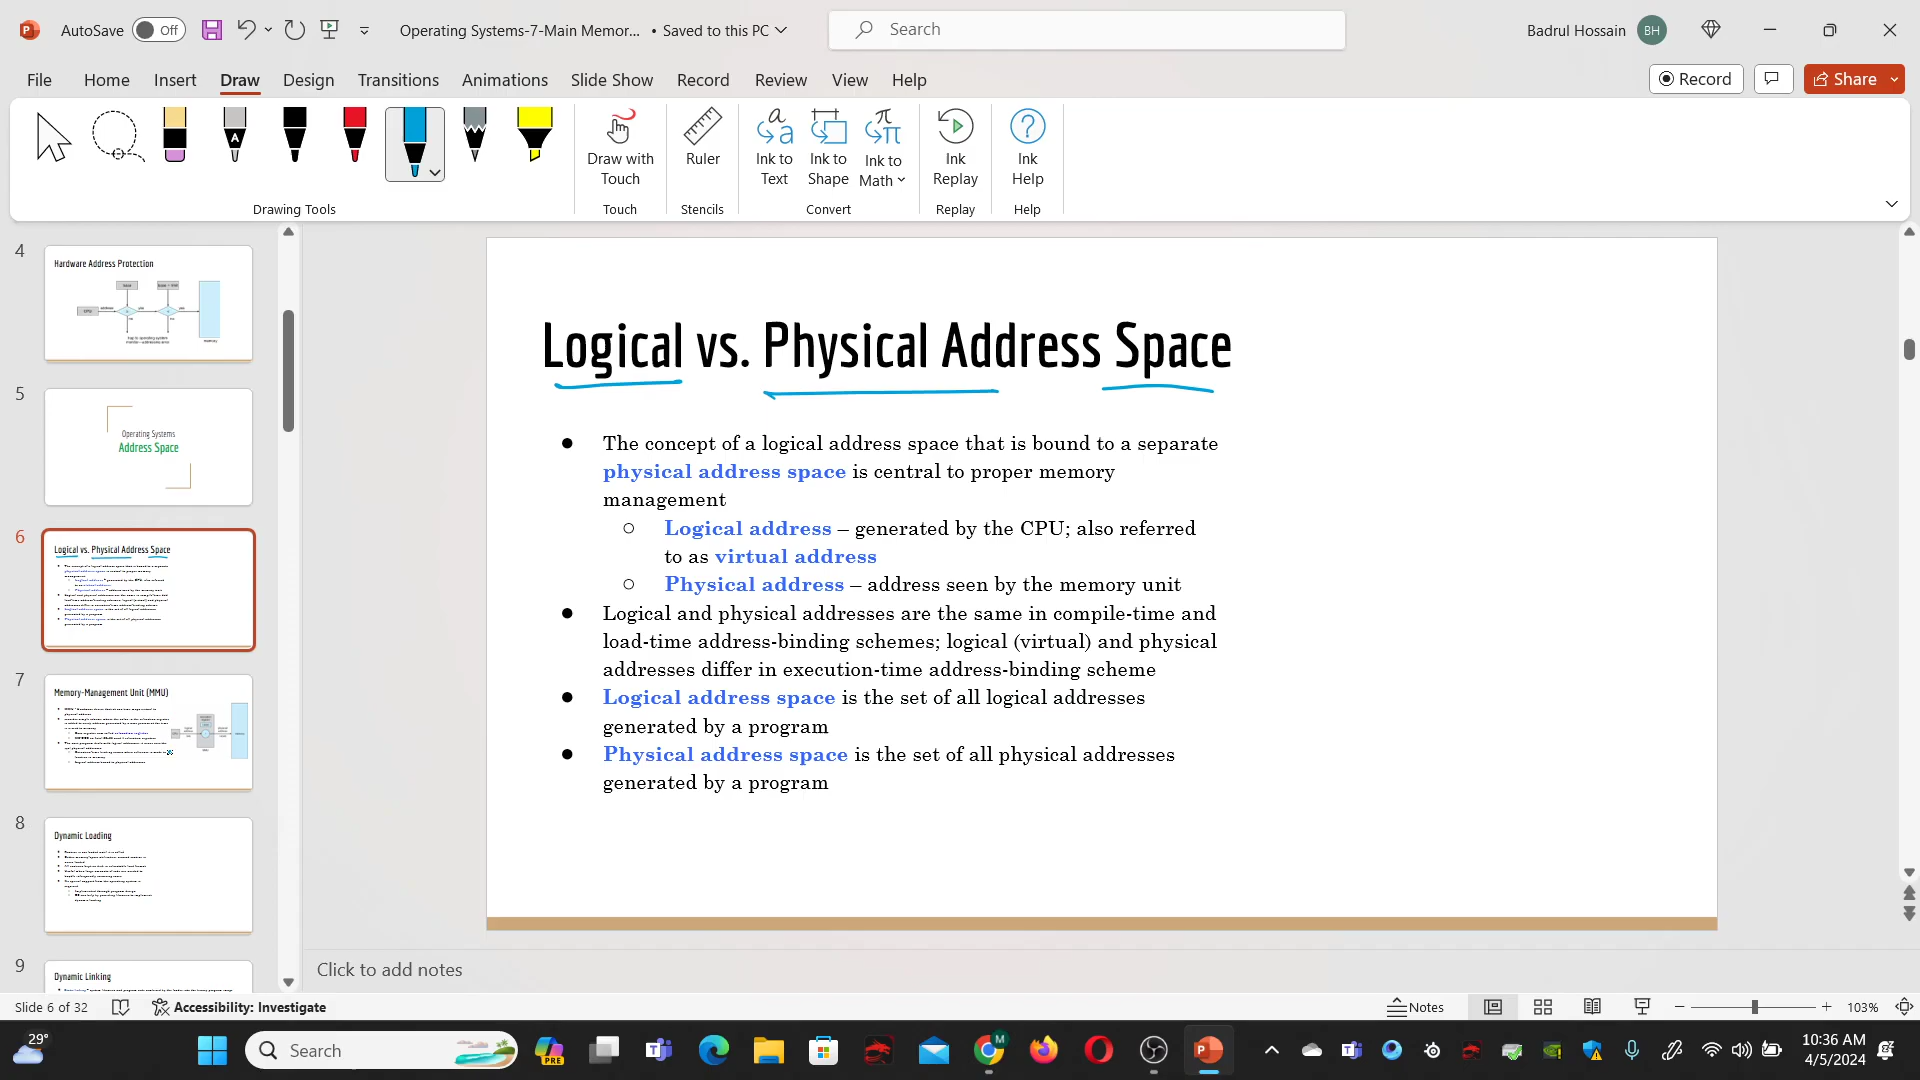 AutoSave Off Operating Systems-7-Main Memor... • Saved to this PC Search Badrul Hossain BH
File Home Insert Draw Design Transitions Animations Slide Show Record Review View Help Record Share
Draw with Touch
Ruler
Ink to Text
Ink to Shape
Ink to Math
Ink Replay
Ink Help
Drawing Tools Touch Stencils Convert Replay Help
4
Hardware Address Protection
5
Operating Systems
Address Space
6
Logical vs. Physical Address Space
7
Memory-Management Unit (MMU)
8
Dynamic Loading
9
Dynamic Linking
Logical vs. Physical Address Space
● The concept of a logical address space that is bound to a separate
physical address space is central to proper memory
management
○ Logical address – generated by the CPU; also referred
to as virtual address
○ Physical address – address seen by the memory unit
● Logical and physical addresses are the same in compile-time and
load-time address-binding schemes; logical (virtual) and physical
addresses differ in execution-time address-binding scheme
● Logical address space is the set of all logical addresses
generated by a program
● Physical address space is the set of all physical addresses
generated by a program
Click to add notes
Slide 6 of 32 Accessibility: Investigate Notes 103%
29° Search PRE 10:36 AM
4/5/2024